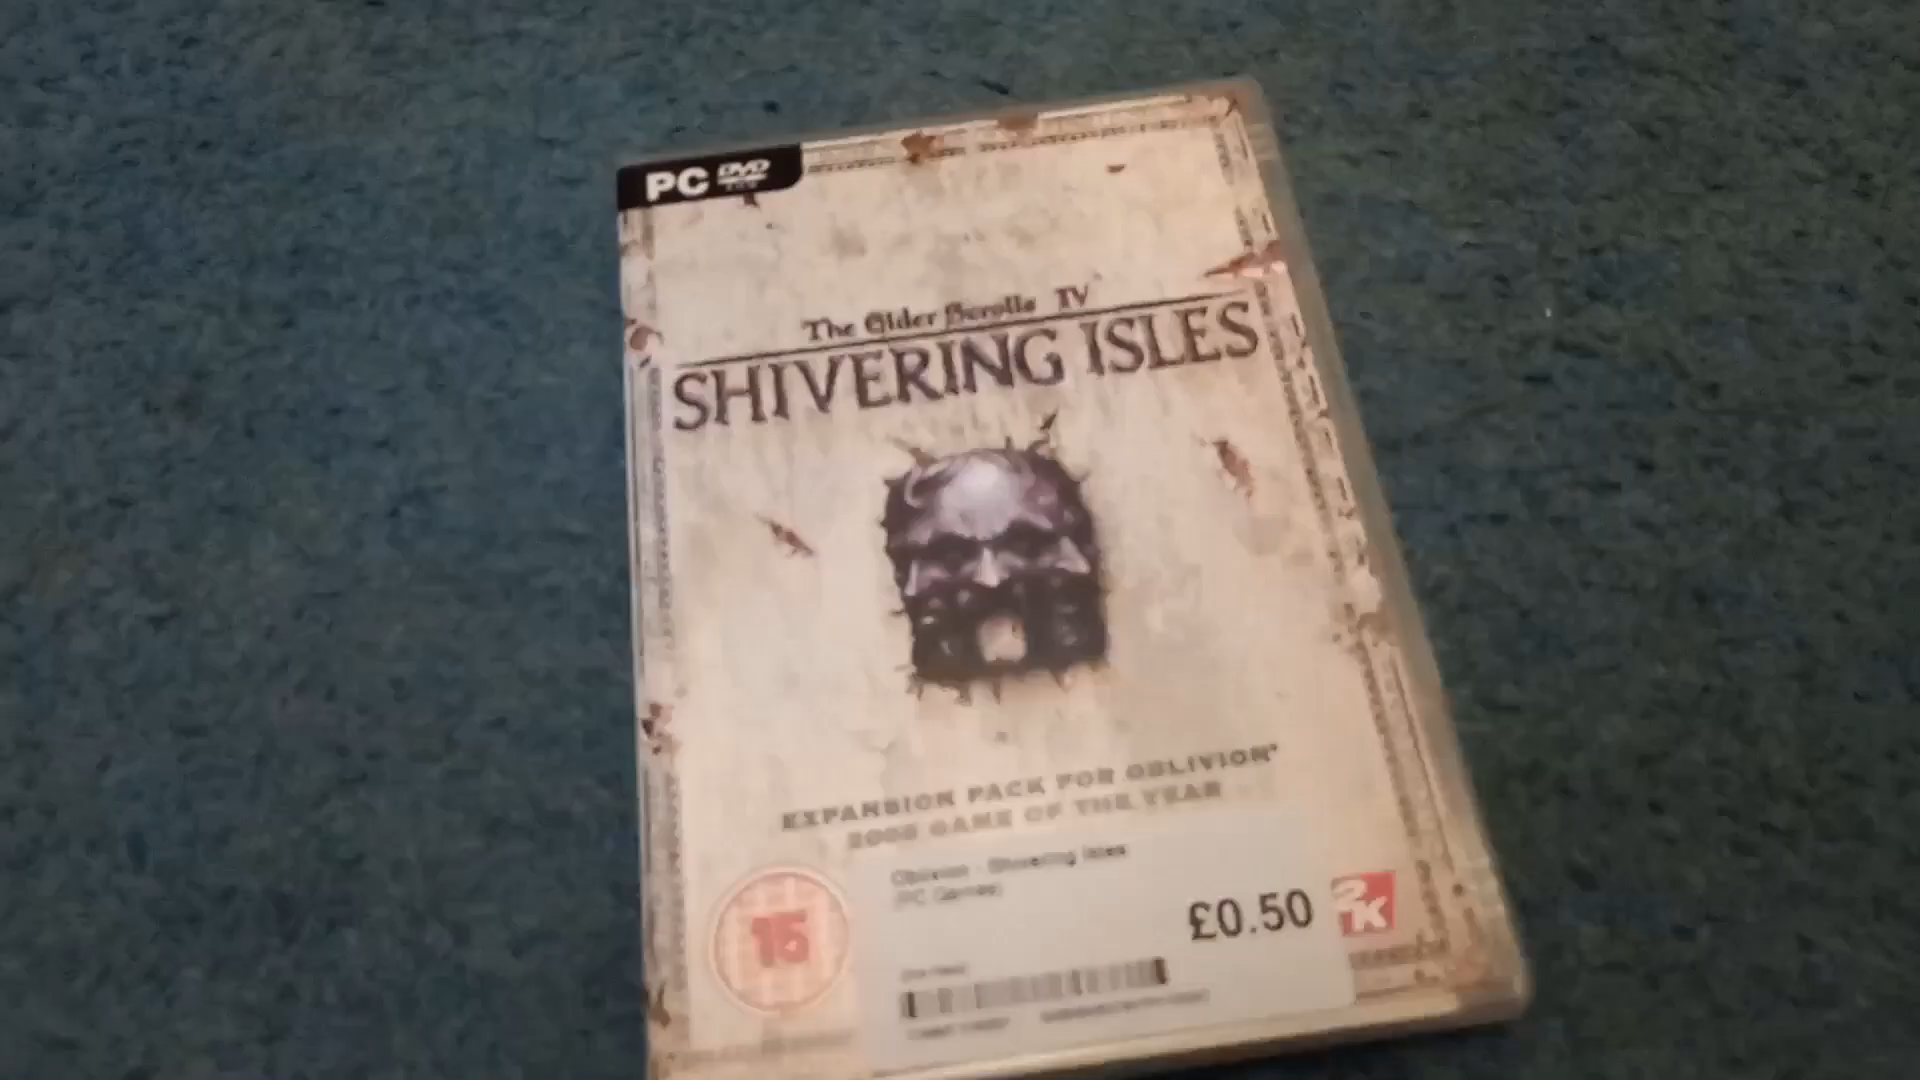 PC DVD
The Elder Scrolls IV
SHIVERING ISLES
EXPANSION PACK FOR OBLIVION*
GAME OF THE YEAR
Oblivion - Shivering Isles
[PC Games]
£0.50
2K
15